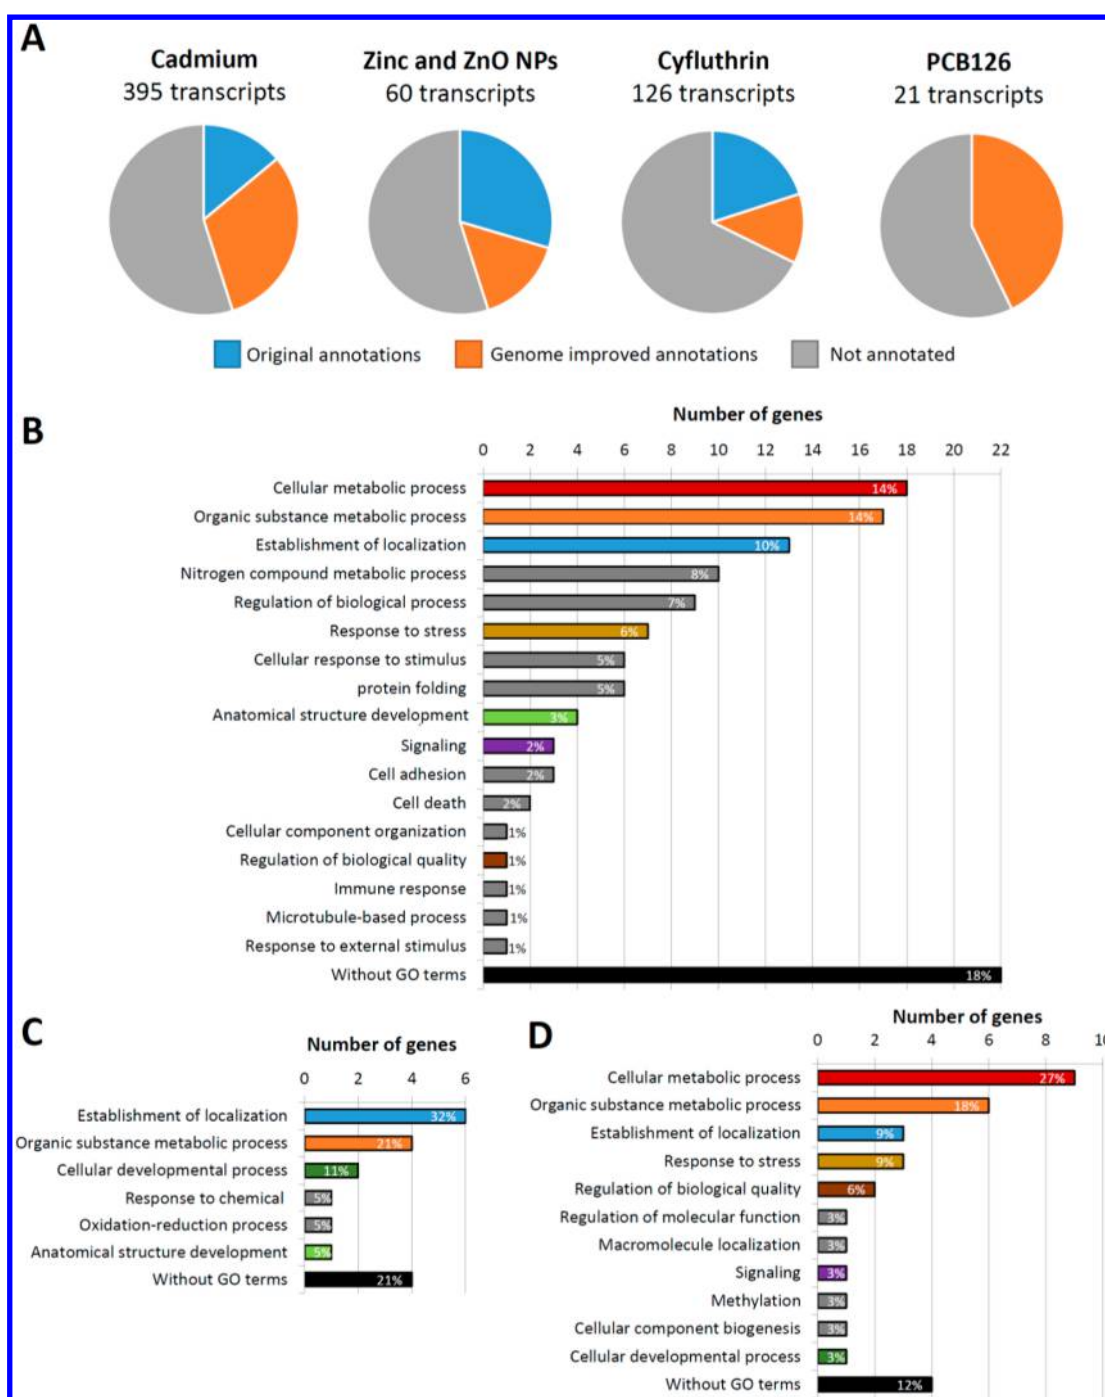 A
Cadmium
395 transcripts
Zinc and ZnO NPs
60 transcripts
Cyfluthrin
126 transcripts
PCB126
21 transcripts
Original annotations
Genome improved annotations
Not annotated
B
Number of genes
0 2 4 6 8 10 12 14 16 18 20 22
Cellular metabolic process 14%
Organic substance metabolic process 14%
Establishment of localization 10%
Nitrogen compound metabolic process 8%
Regulation of biological process 7%
Response to stress 6%
Cellular response to stimulus 5%
protein folding 5%
Anatomical structure development 3%
Signaling 2%
Cell adhesion 2%
Cell death 2%
Cellular component organization 1%
Regulation of biological quality 1%
Immune response 1%
Microtubule-based process 1%
Response to external stimulus 1%
Without GO terms 18%
C
Number of genes
0 2 4 6
Establishment of localization 32%
Organic substance metabolic process 21%
Cellular developmental process 11%
Response to chemical 5%
Oxidation-reduction process 5%
Anatomical structure development 5%
Without GO terms 21%
D
Number of genes
0 2 4 6 8 10
Cellular metabolic process 27%
Organic substance metabolic process 18%
Establishment of localization 9%
Response to stress 9%
Regulation of biological quality 6%
Regulation of molecular function 3%
Macromolecule localization 3%
Signaling 3%
Methylation 3%
Cellular component biogenesis 3%
Cellular developmental process 3%
Without GO terms 12%